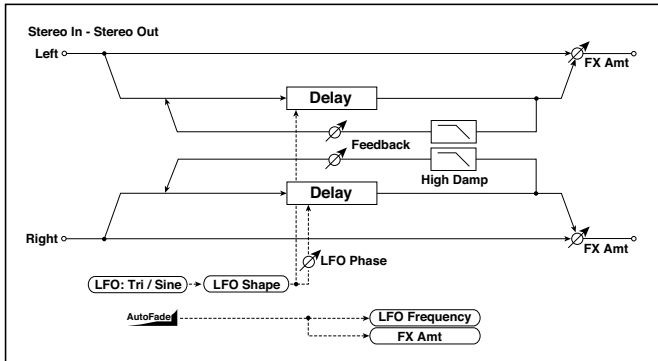 Stereo In - Stereo Out
Left
FX Amt
Delay
Feedback
High Damp
Delay
Right
FX Amt
LFO Phase
LFO: Tri / Sine
LFO Shape
AutoFade
LFO Frequency
FX Amt